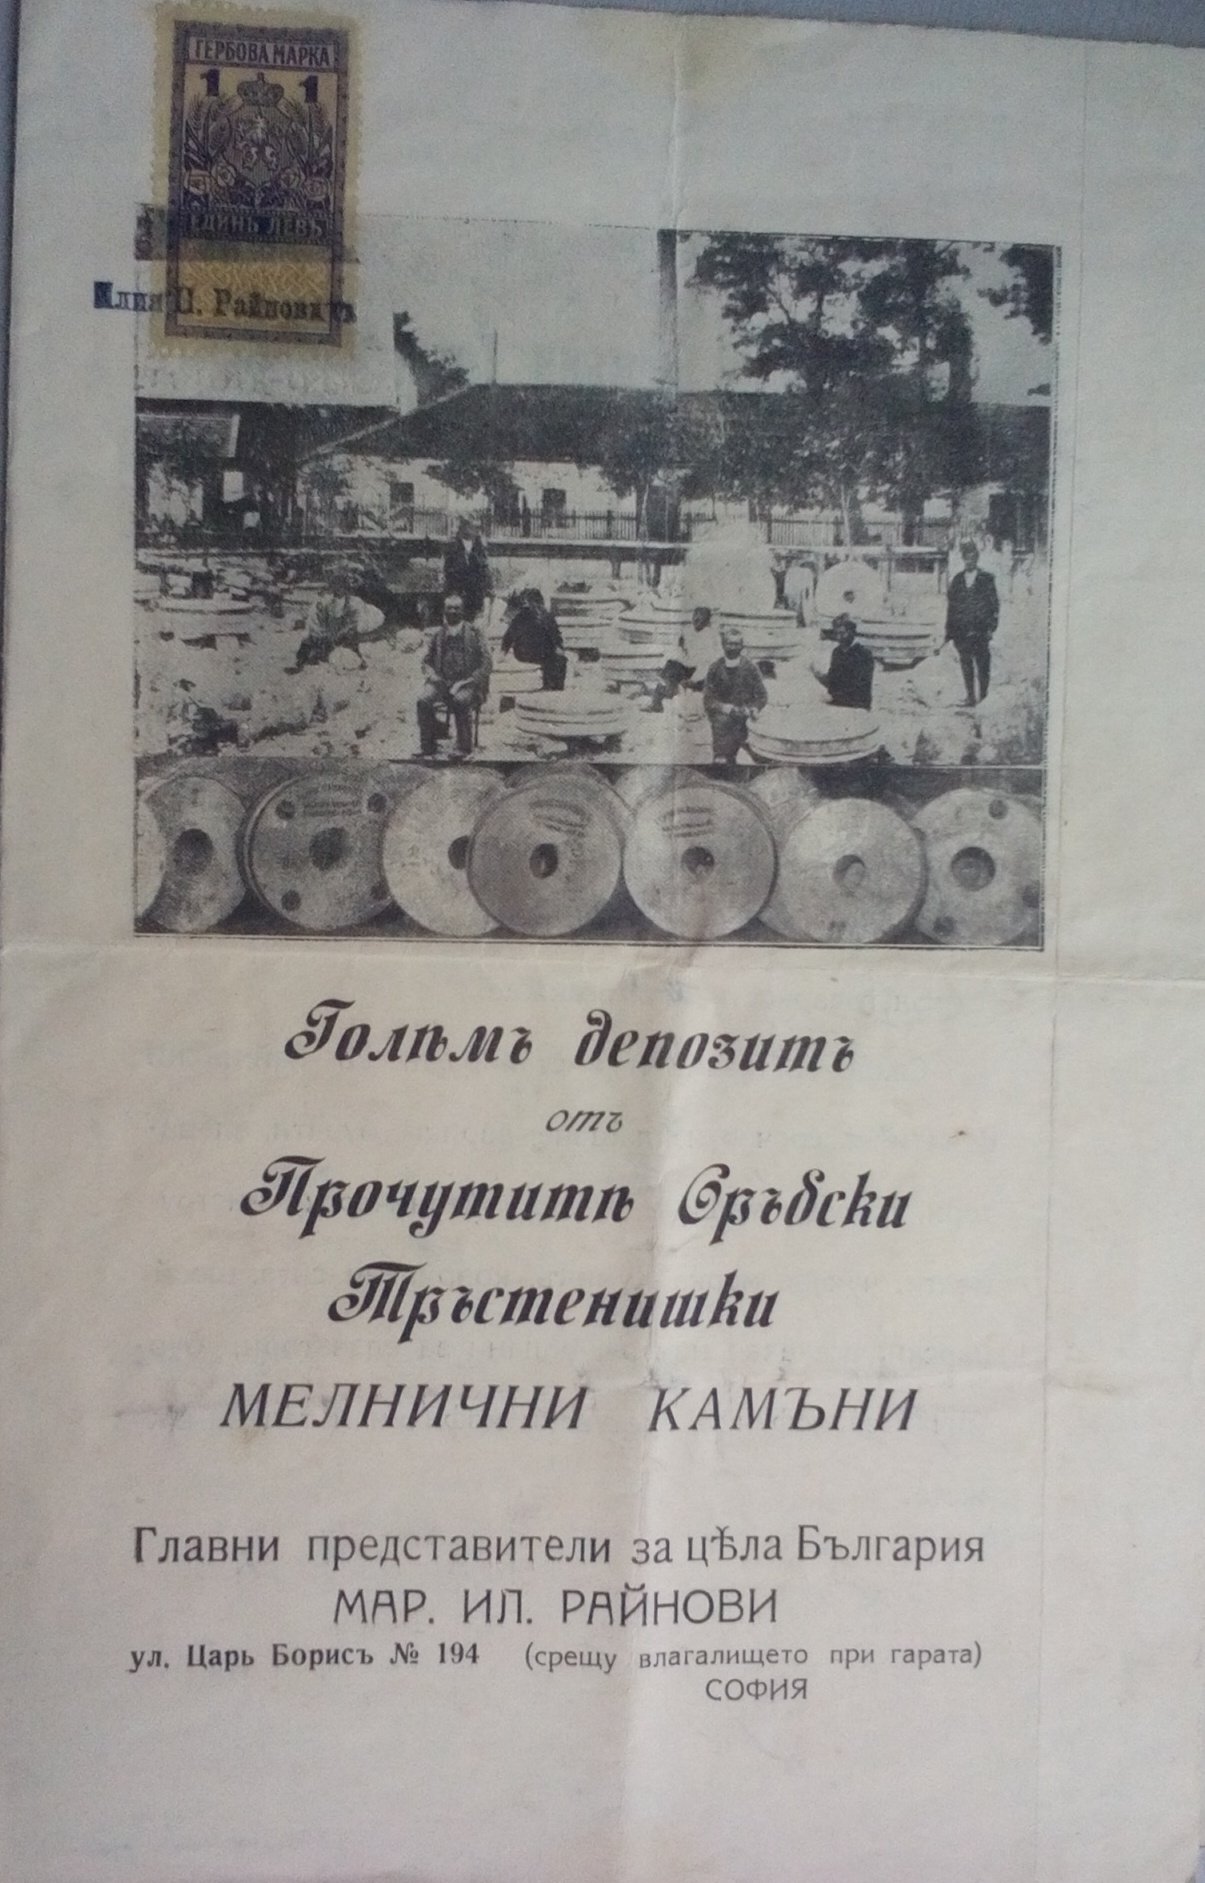 ГЕРБОВА МАРКА
1 1
ЕДИНЪ ЛЕВЪ
Илия П. Райновъ
Голѣмъ депозитъ
отъ
Прочутитѣ Сръбски
Тръстенишки
МЕЛНИЧНИ КАМЪНИ
Главни представители за цѣла България
МАР. ИЛ. РАЙНОВИ
ул. Царь Борисъ № 194 (срещу влагалището при гарата)
СОФИЯ